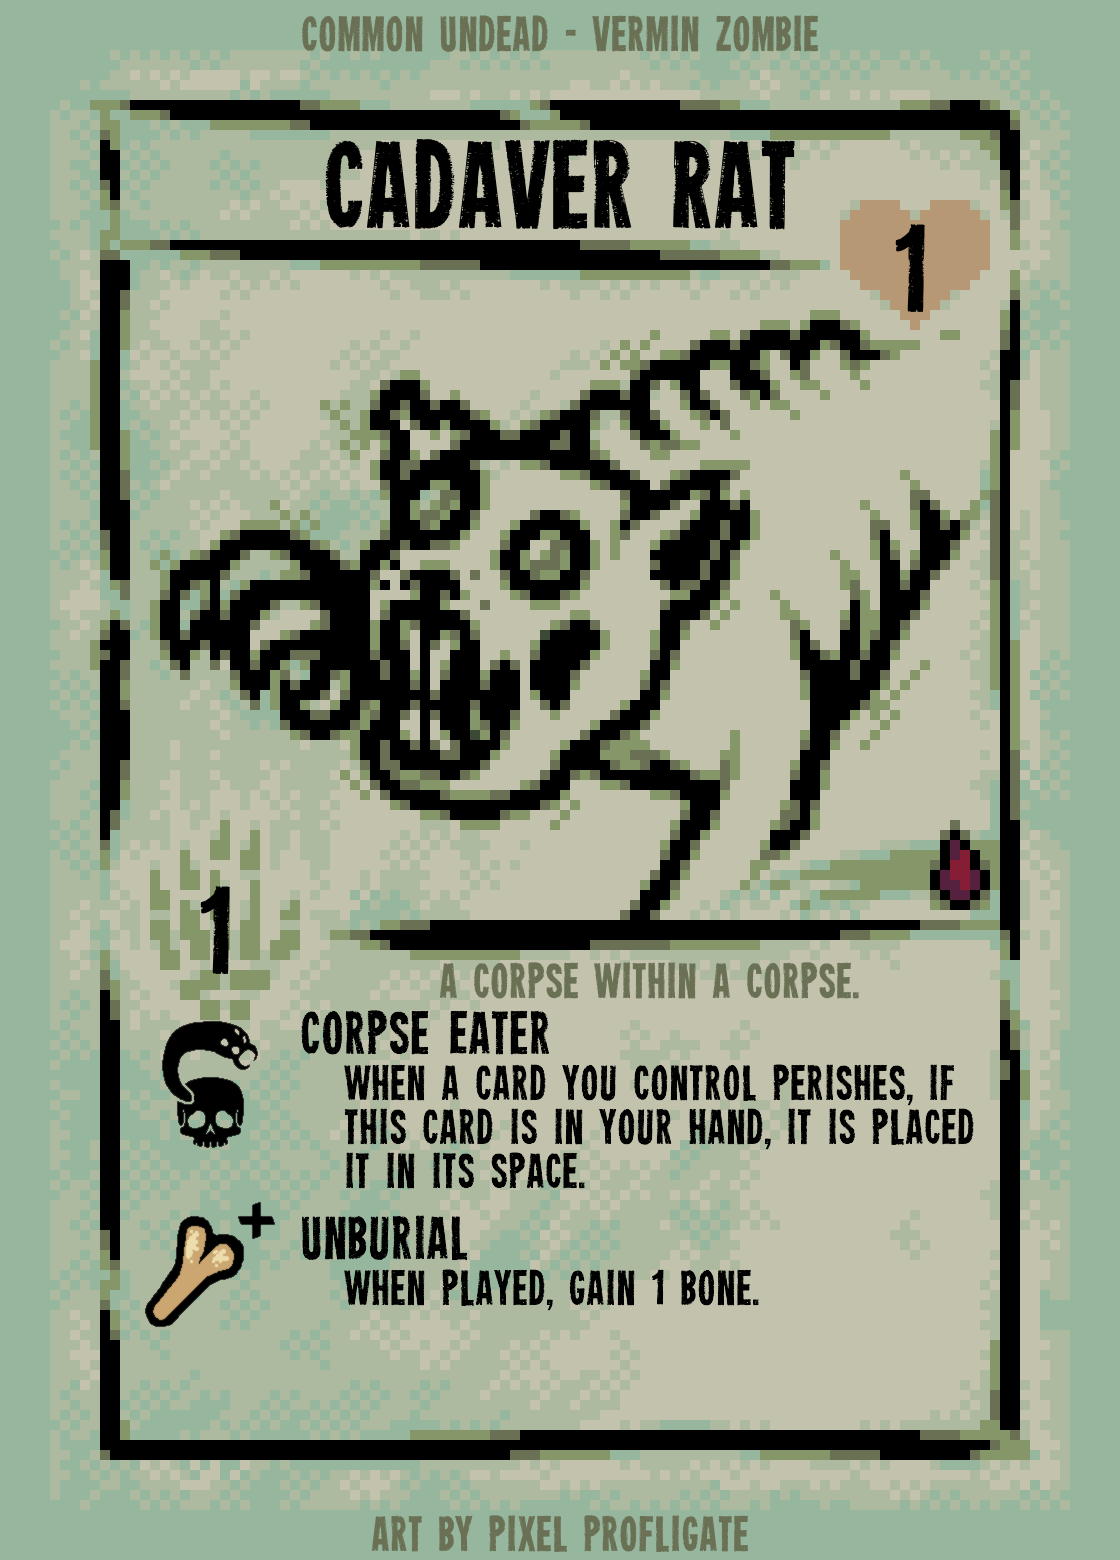 COMMON UNDEAD - VERMIN ZOMBIE
CADAVER RAT
1
1
A CORPSE WITHIN A CORPSE.
CORPSE EATER
WHEN A CARD YOU CONTROL PERISHES, IF
THIS CARD IS IN YOUR HAND, IT IS PLACED
IT IN ITS SPACE.
+
UNBURIAL
WHEN PLAYED, GAIN 1 BONE.
ART BY PIXEL PROFLIGATE